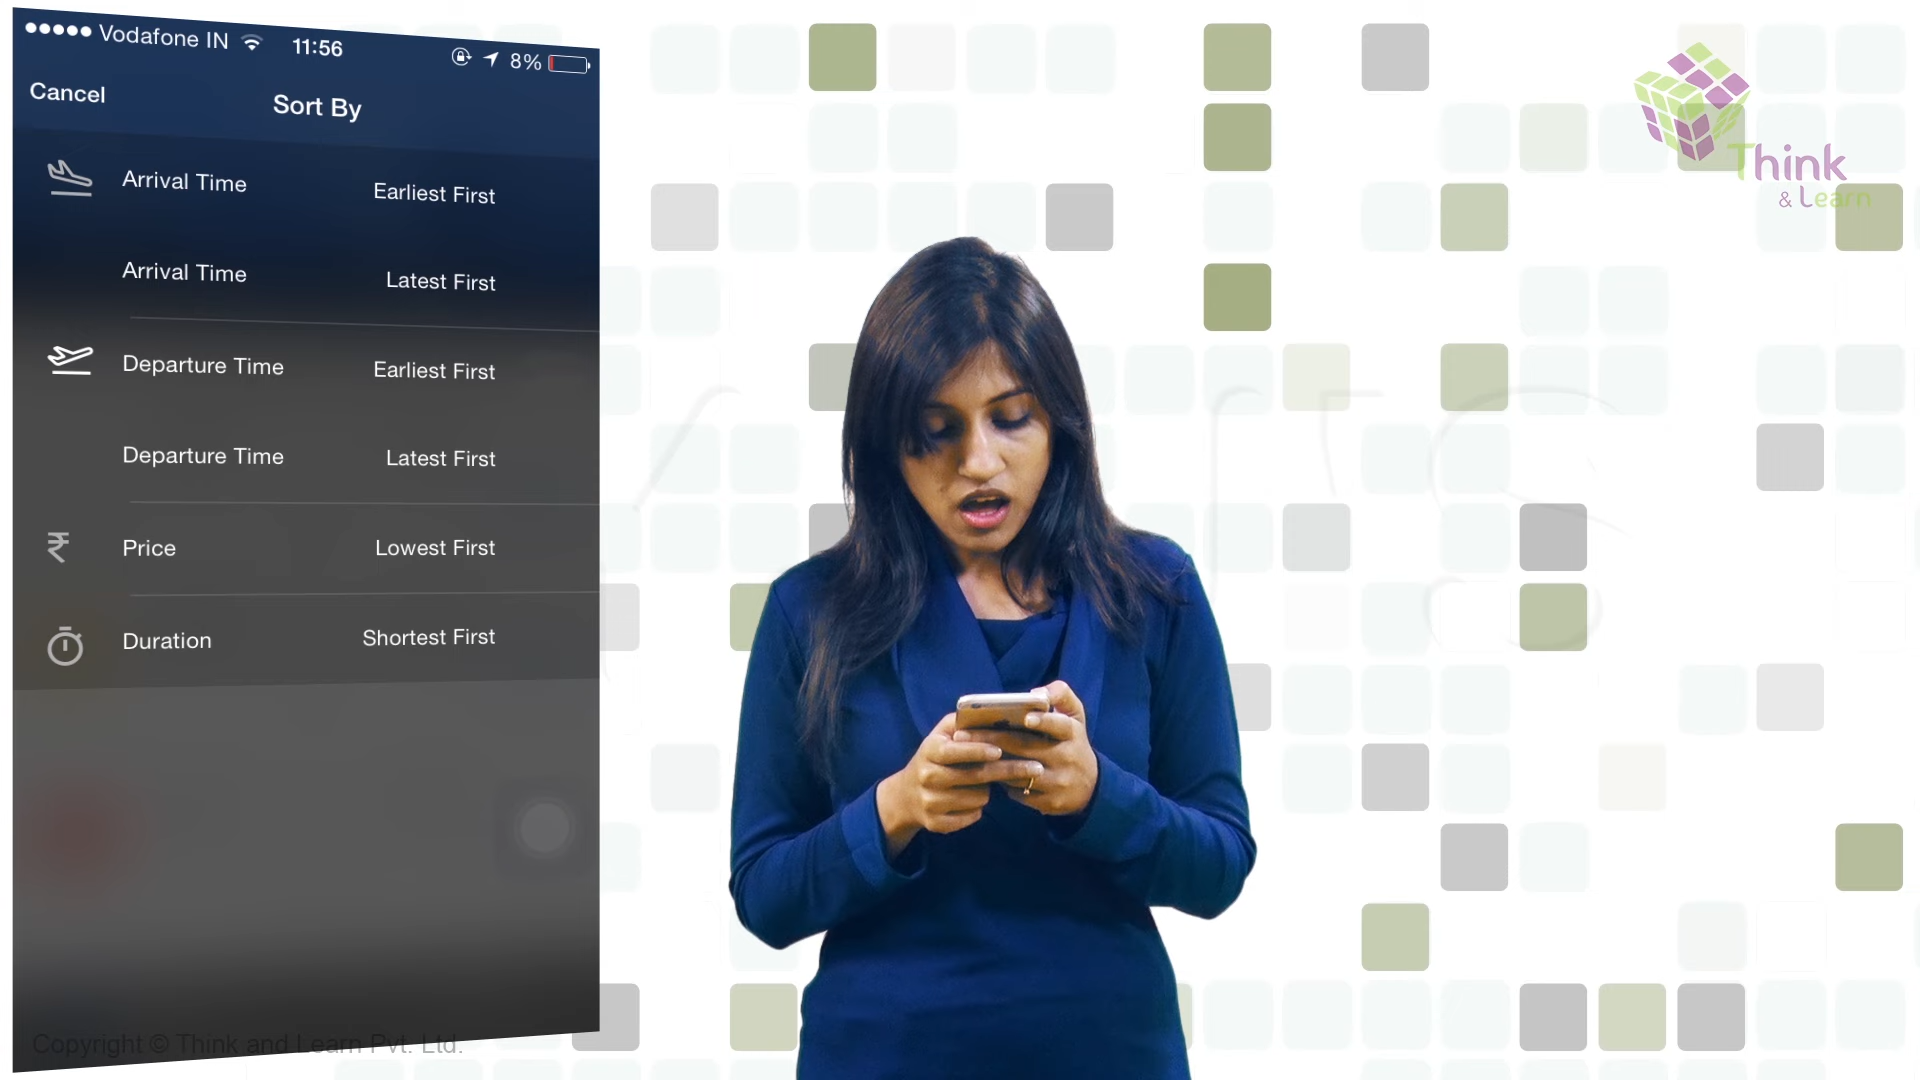 Vodafone IN 11:56 8%
Cancel
Sort By
Arrival Time Earliest First
Arrival Time Latest First
Departure Time Earliest First
Departure Time Latest First
₹ Price Lowest First
Duration Shortest First
Think
& Learn
Copyright © Think and Learn Pvt. Ltd.